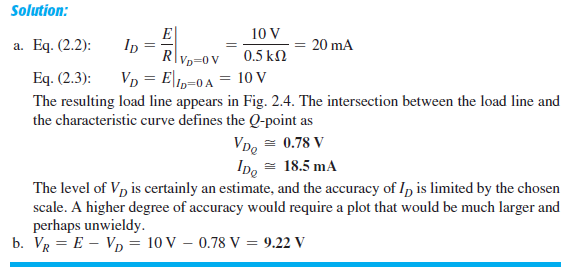 Solution:
a. Eq. (2.2): I_D = E/R |_{V_D=0 V} = 10 V / 0.5 kΩ = 20 mA
Eq. (2.3): V_D = E|_{I_D=0 A} = 10 V
The resulting load line appears in Fig. 2.4. The intersection between the load line and
the characteristic curve defines the Q-point as
V_{D_Q} ≅ 0.78 V
I_{D_Q} ≅ 18.5 mA
The level of V_D is certainly an estimate, and the accuracy of I_D is limited by the chosen
scale. A higher degree of accuracy would require a plot that would be much larger and
perhaps unwieldy.
b. V_R = E − V_D = 10 V − 0.78 V = 9.22 V